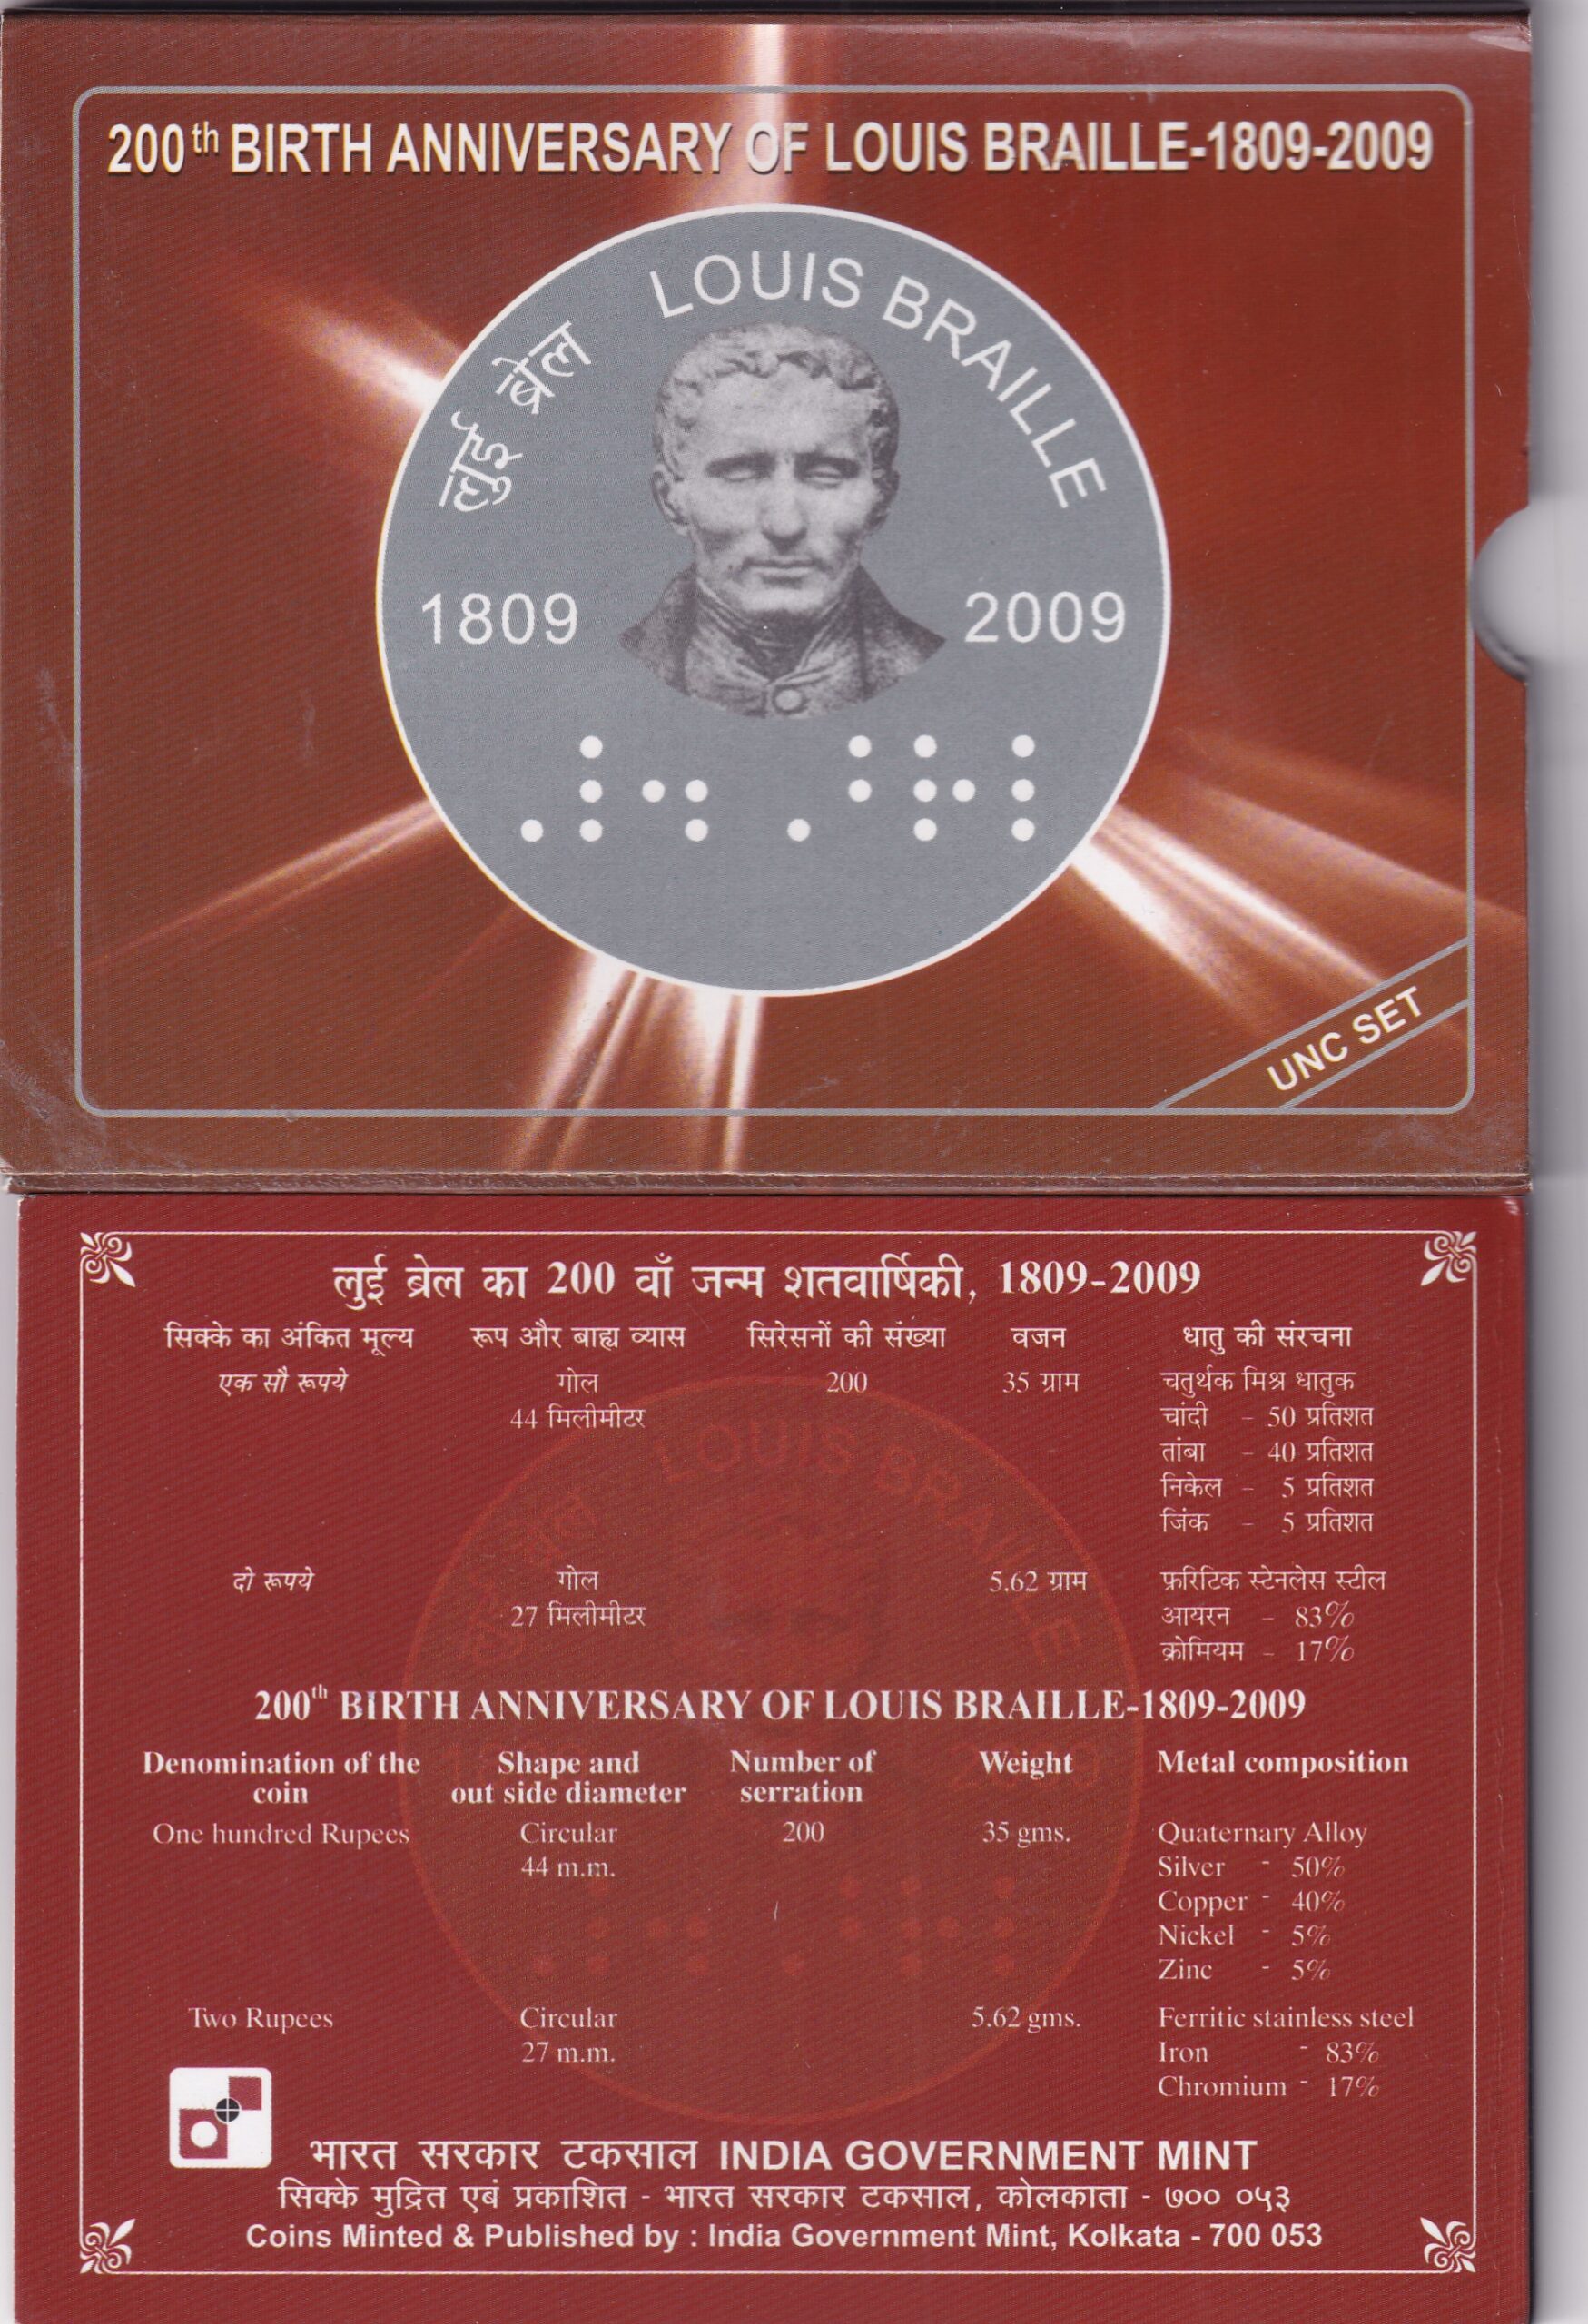 200th BIRTH ANNIVERSARY OF LOUIS BRAILLE-1809-2009
लुई ब्रेल LOUIS BRAILLE
1809 2009
UNC SET
लुई ब्रेल का 200 वाँ जन्म शतवार्षिकी, 1809-2009
सिक्के का अंकित मूल्य रूप और बाह्य व्यास सिरेसनों की संख्या वजन धातु की संरचना
एक सौ रूपये गोल 200 35 ग्राम चतुर्थक मिश्र धातुक
44 मिलीमीटर चांदी - 50 प्रतिशत
तांबा - 40 प्रतिशत
निकेल - 5 प्रतिशत
जिंक - 5 प्रतिशत
दो रूपये गोल 5.62 ग्राम फ्ररिटिक स्टेनलेस स्टील
27 मिलीमीटर आयरन - 83%
क्रोमियम - 17%
200th BIRTH ANNIVERSARY OF LOUIS BRAILLE-1809-2009
Denomination of the Shape and Number of Weight Metal composition
coin out side diameter serration
One hundred Rupees Circular 200 35 gms. Quaternary Alloy
44 m.m. Silver - 50%
Copper - 40%
Nickel - 5%
Zinc - 5%
Two Rupees Circular 5.62 gms. Ferritic stainless steel
27 m.m. Iron - 83%
Chromium - 17%
भारत सरकार टकसाल INDIA GOVERNMENT MINT
सिक्के मुद्रित एबं प्रकाशित - भारत सरकार टकसाल, कोलकाता - ७०० ०५३
Coins Minted & Published by : India Government Mint, Kolkata - 700 053